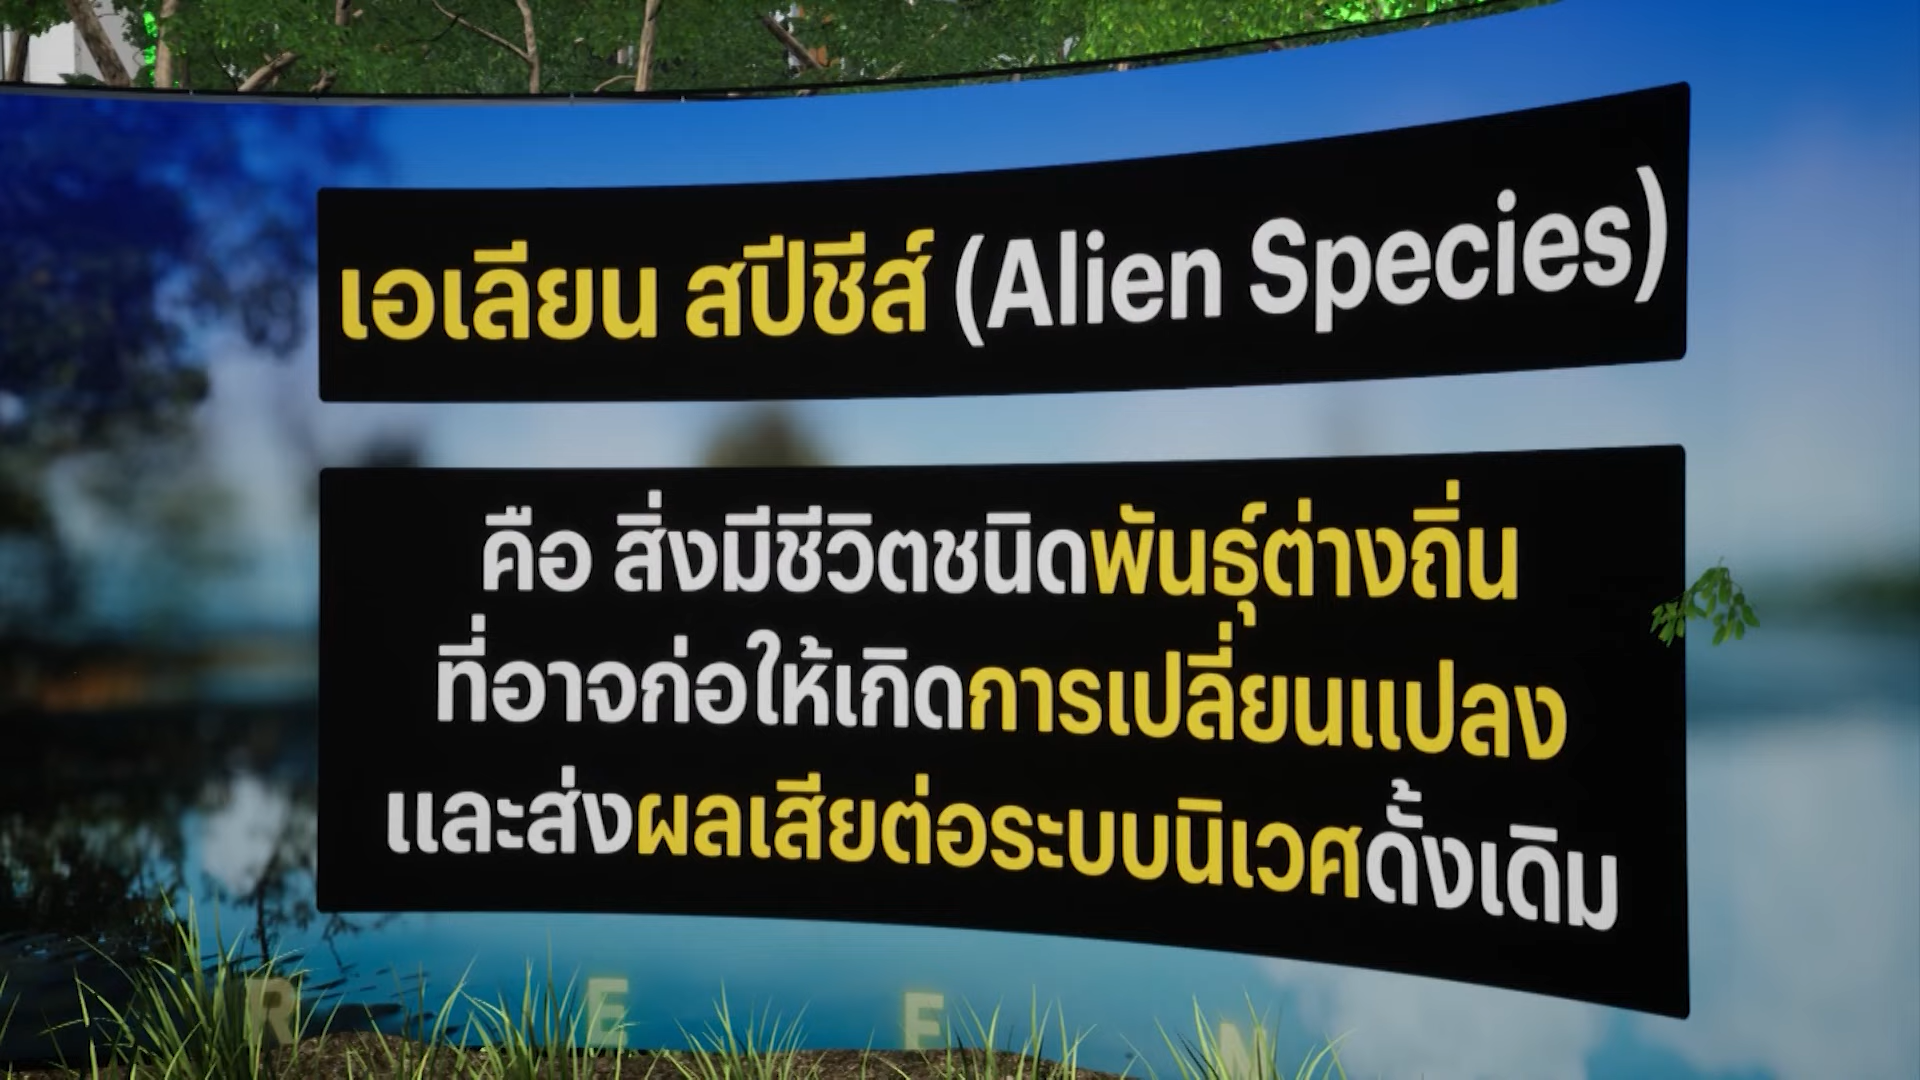 เอเลียน สปีชีส์ (Alien Species)
คือ สิ่งมีชีวิตชนิดพันธุ์ต่างถิ่น
ที่อาจก่อให้เกิดการเปลี่ยนแปลง
และส่งผลเสียต่อระบบนิเวศดั้งเดิม
R E E N